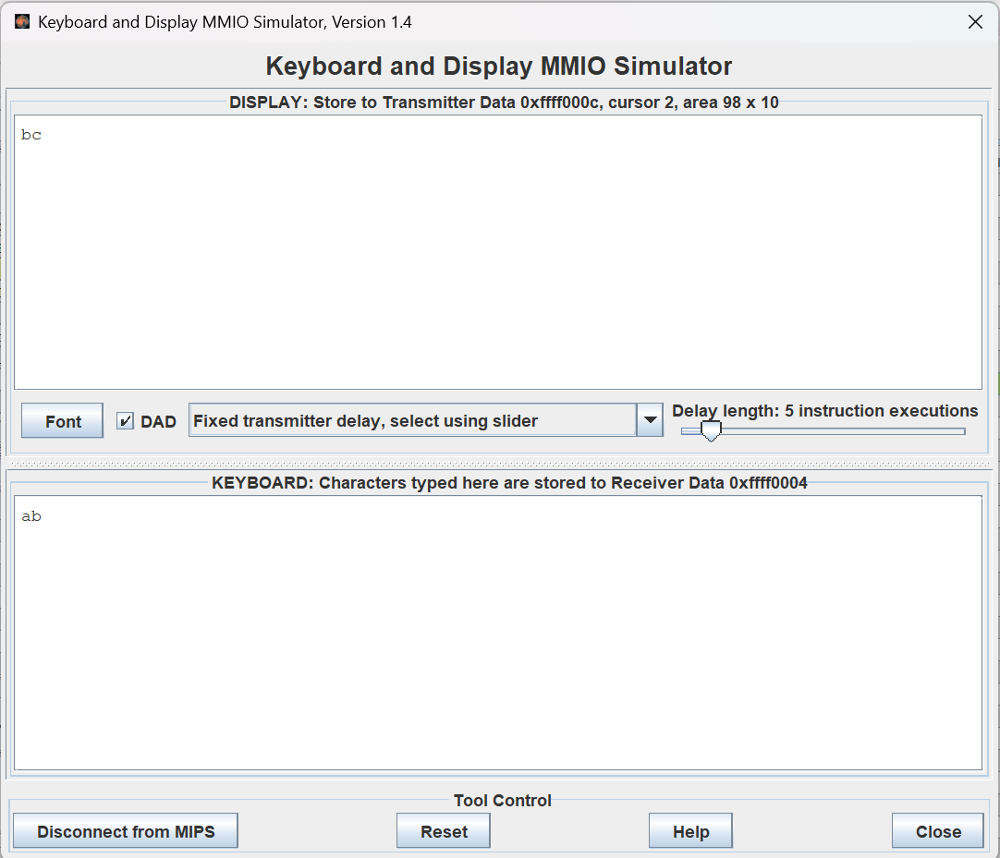 Keyboard and Display MMIO Simulator, Version 1.4
Keyboard and Display MMIO Simulator
DISPLAY: Store to Transmitter Data 0xffff000c, cursor 2, area 98 x 10
bc
Font
DAD
Fixed transmitter delay, select using slider
Delay length: 5 instruction executions
KEYBOARD: Characters typed here are stored to Receiver Data 0xffff0004
ab
Tool Control
Disconnect from MIPS
Reset
Help
Close